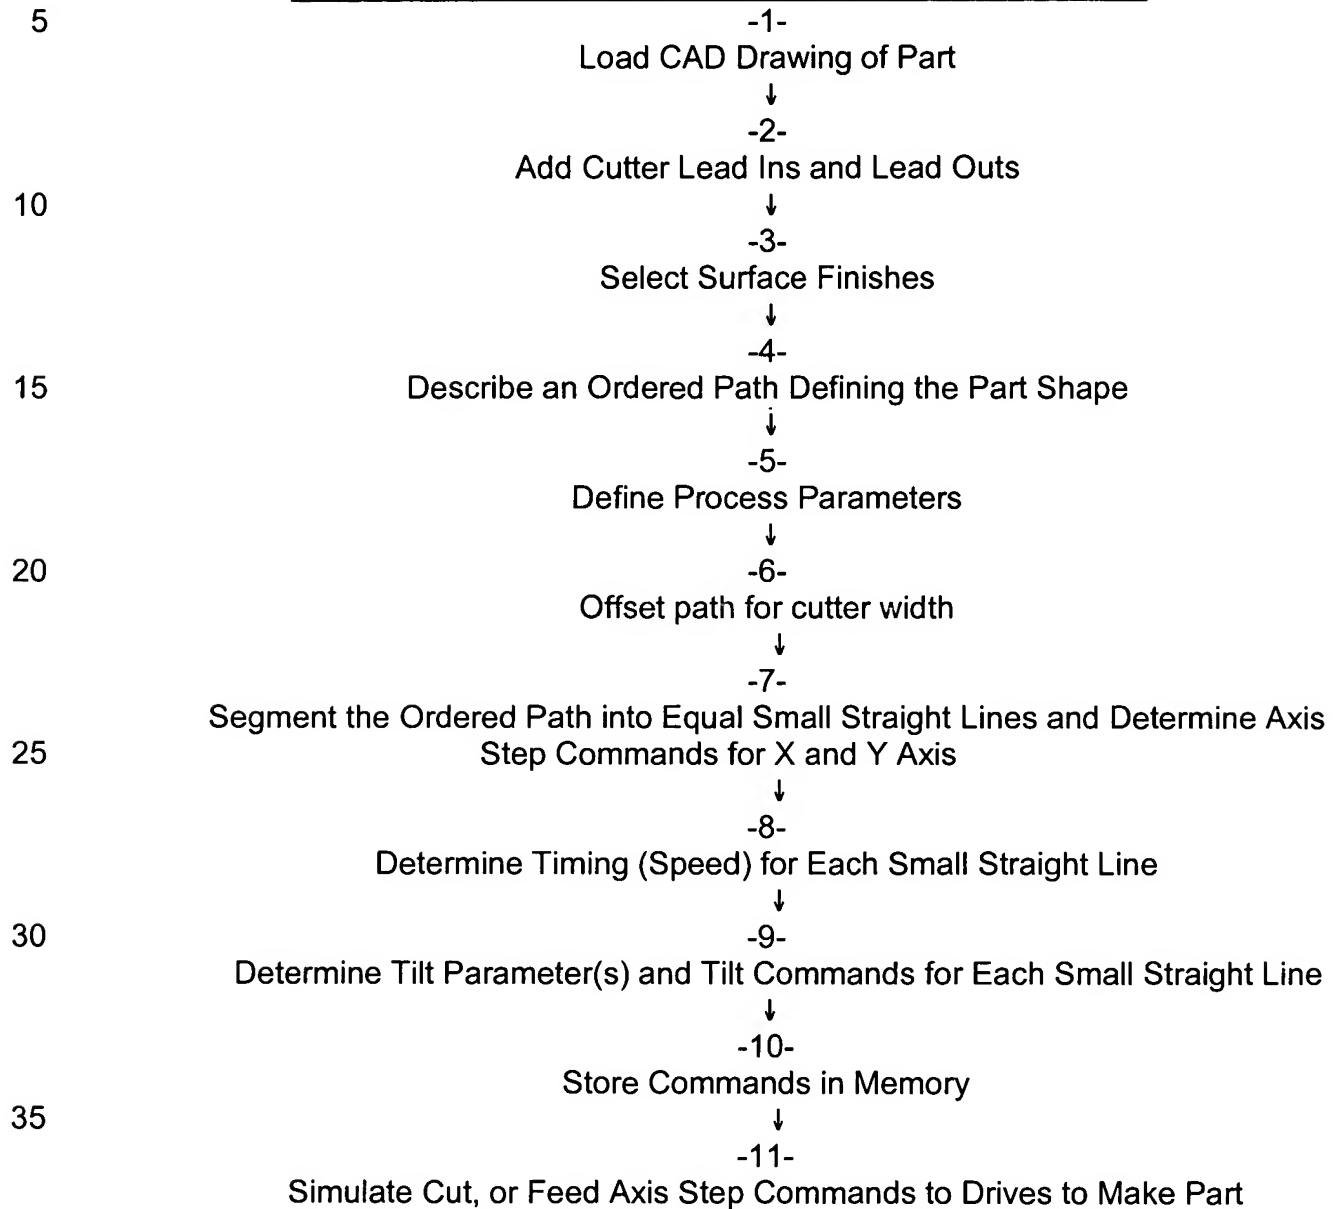 5 -1-
Load CAD Drawing of Part
↓
-2-
Add Cutter Lead Ins and Lead Outs
10 ↓
-3-
Select Surface Finishes
↓
-4-
15 Describe an Ordered Path Defining the Part Shape
↓
-5-
Define Process Parameters
↓
20 -6-
Offset path for cutter width
↓
-7-
Segment the Ordered Path into Equal Small Straight Lines and Determine Axis
25 Step Commands for X and Y Axis
↓
-8-
Determine Timing (Speed) for Each Small Straight Line
↓
30 -9-
Determine Tilt Parameter(s) and Tilt Commands for Each Small Straight Line
↓
-10-
Store Commands in Memory
35 ↓
-11-
Simulate Cut, or Feed Axis Step Commands to Drives to Make Part